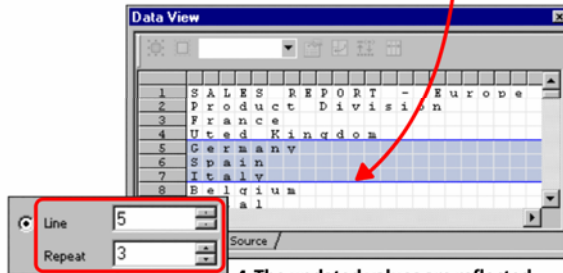 Data View
1 SALES REPORT - Europe
2 Product Division
3 France
4 Uted Kingdom
5 Germany
6 Spain
7 Italy
8 Belgium
al
Line 5
Repeat 3
Source